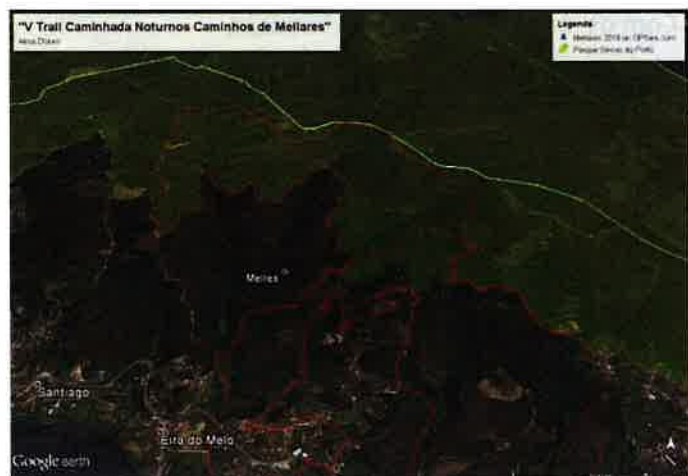 "V Trail Caminhada Noturnos Caminhos de Mellares"
Legenda
Parque Serras do Porto
Melres
Santiago
Eira do Melo
Google earth